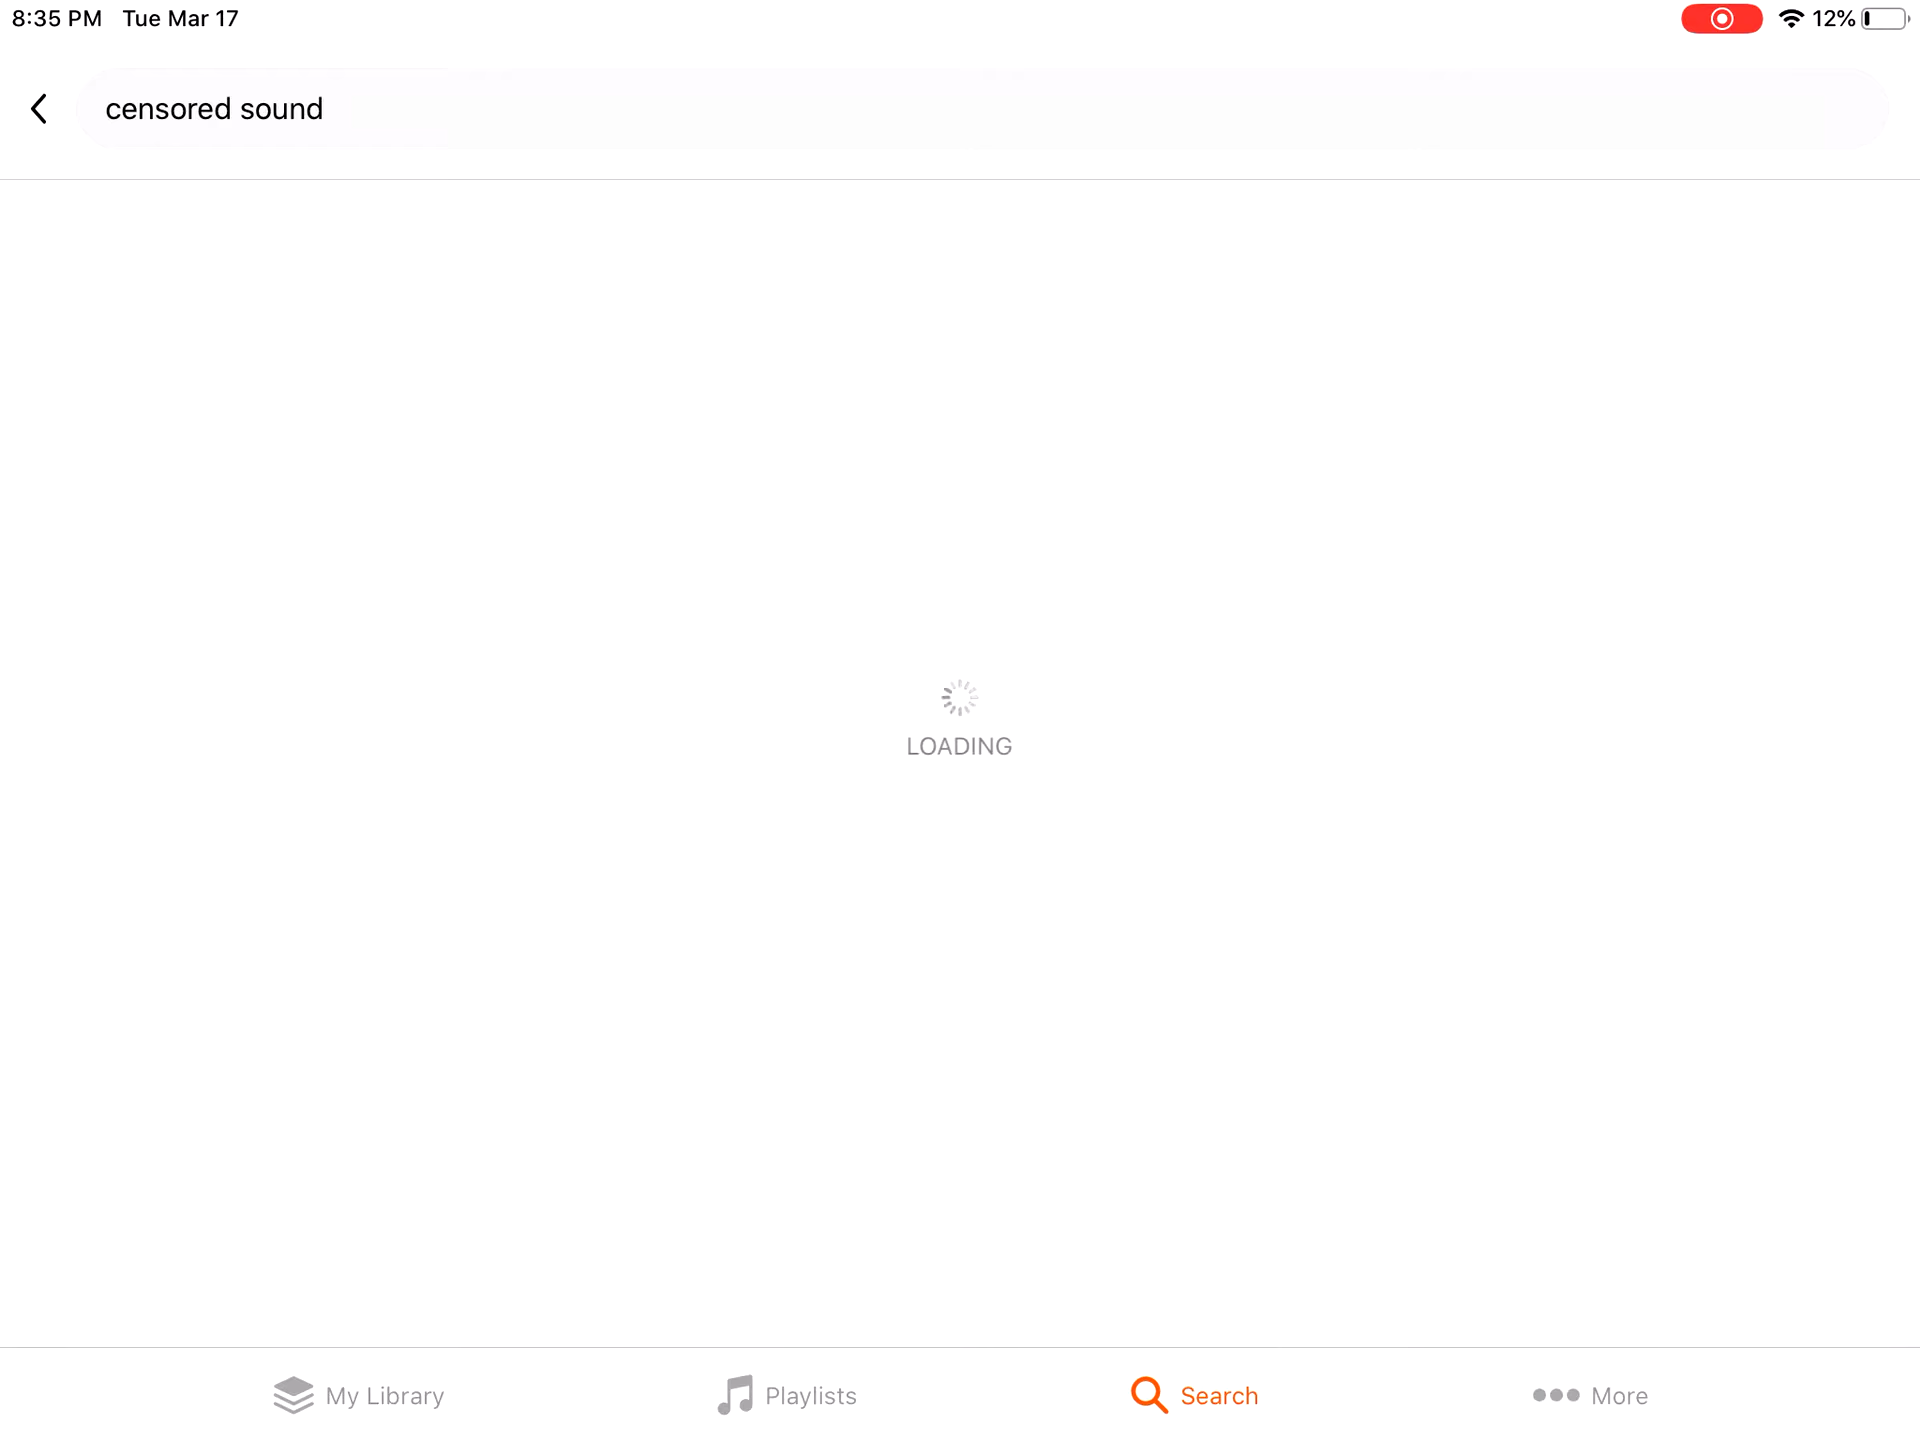 8:35 PM Tue Mar 17
12%
censored sound
LOADING
My Library
Playlists
Search
More